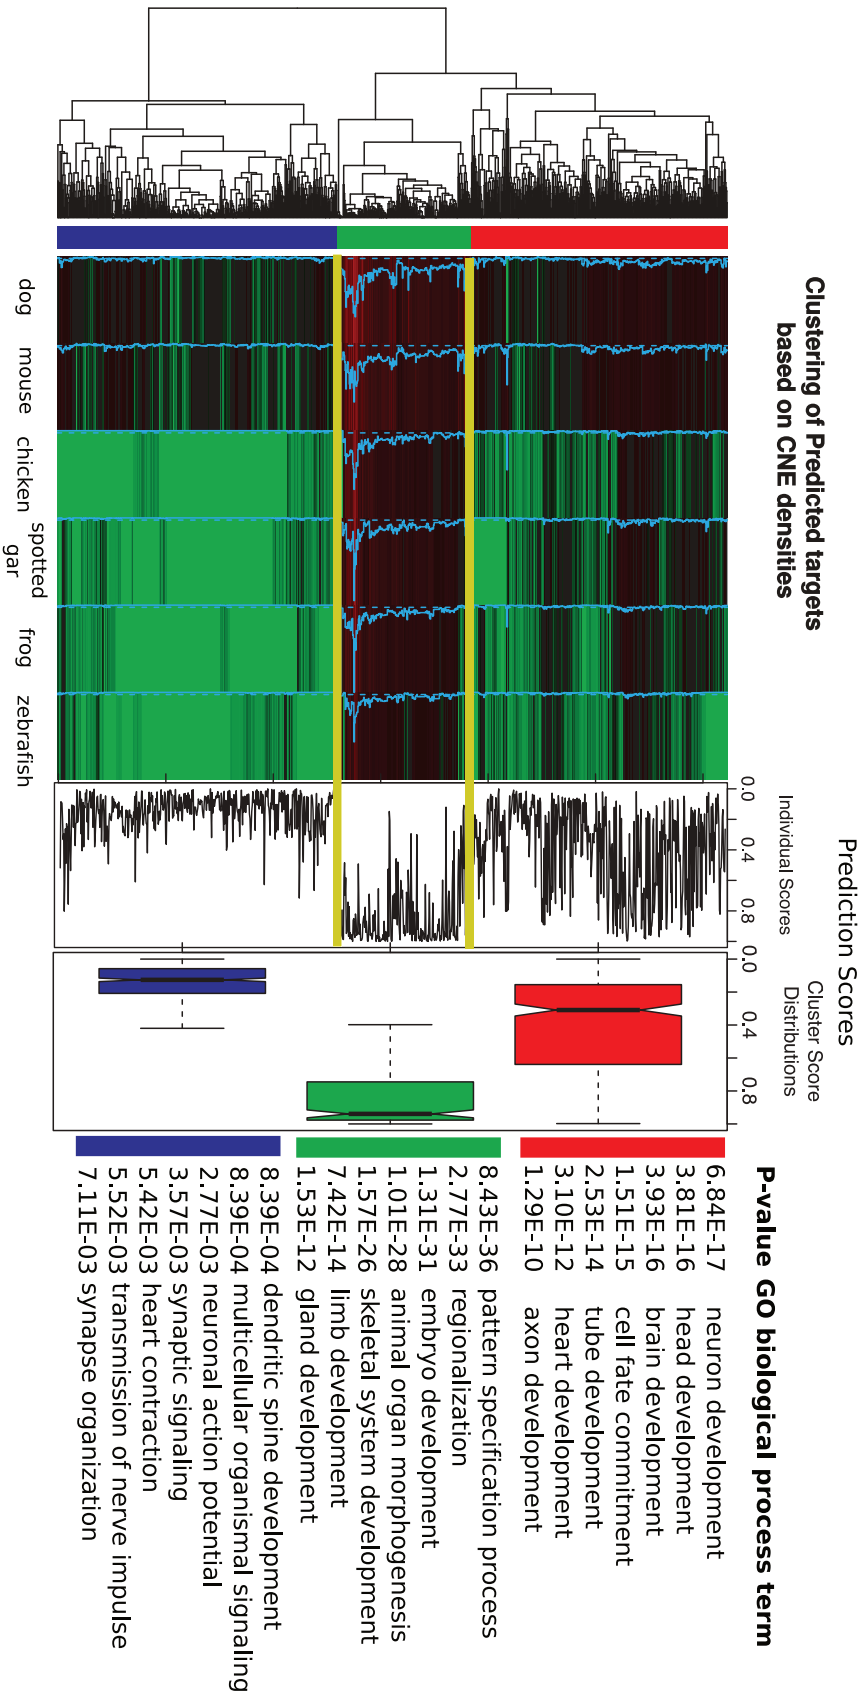 Clustering of Predicted targets
based on CNE densities
dog
mouse
chicken
spotted
gar
frog
zebrafish
Prediction Scores
Individual Scores
0.0
0.4
0.8
Cluster Score
Distributions
0.0
0.4
0.8
P-value GO biological process term
6.84E-17 neuron development
3.81E-16 head development
3.93E-16 brain development
1.51E-15 cell fate commitment
2.53E-14 tube development
3.10E-12 heart development
1.29E-10 axon development
8.43E-36 pattern specification process
2.77E-33 regionalization
1.31E-31 embryo development
1.01E-28 animal organ morphogenesis
1.57E-26 skeletal system development
7.42E-14 limb development
1.53E-12 gland development
8.39E-04 dendritic spine development
8.39E-04 multicellular organismal signaling
2.77E-03 neuronal action potential
3.57E-03 synaptic signaling
5.42E-03 heart contraction
5.52E-03 transmission of nerve impulse
7.11E-03 synapse organization